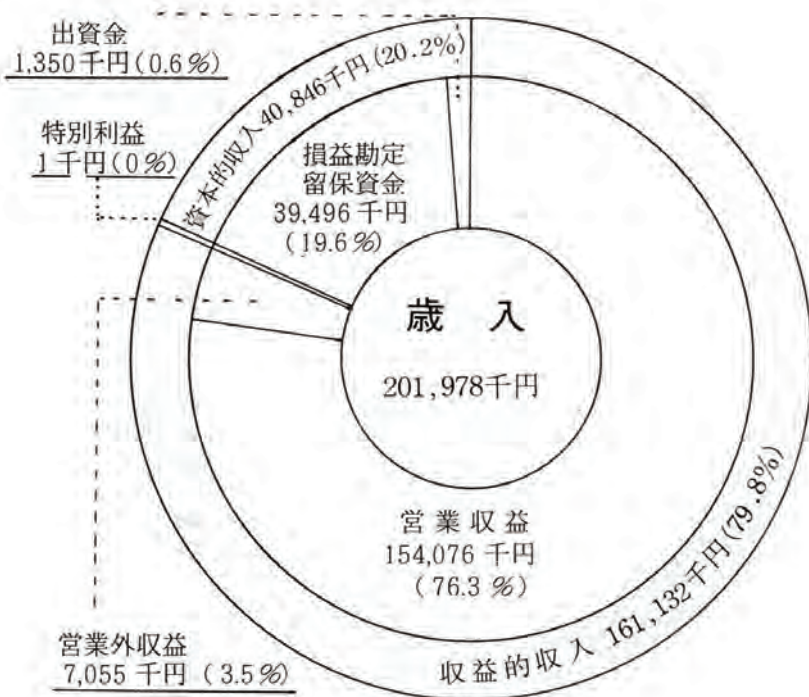 出資金
1,350千円(0.6%)
資本的収入40,846千円(20.2%)
特別利益
1千円(0%)
損益勘定
留保資金
39,496千円
(19.6%)
歳 入
201,978千円
営業収益
154,076千円
(76.3%)
収益的収入 161,132千円(79.8%)
営業外収益
7,055千円(3.5%)